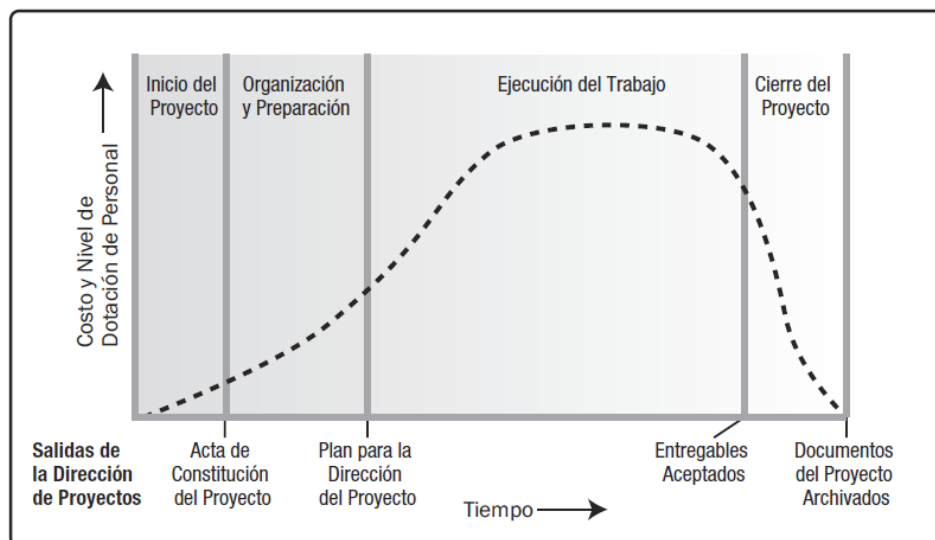 Inicio del
Proyecto
Organización
y Preparación
Ejecución del Trabajo
Cierre del
Proyecto
Costo y Nivel de
Dotación de Personal
Salidas de
la Dirección
de Proyectos
Acta de
Constitución
del Proyecto
Plan para la
Dirección
del Proyecto
Entregables
Aceptados
Documentos
del Proyecto
Archivados
Tiempo